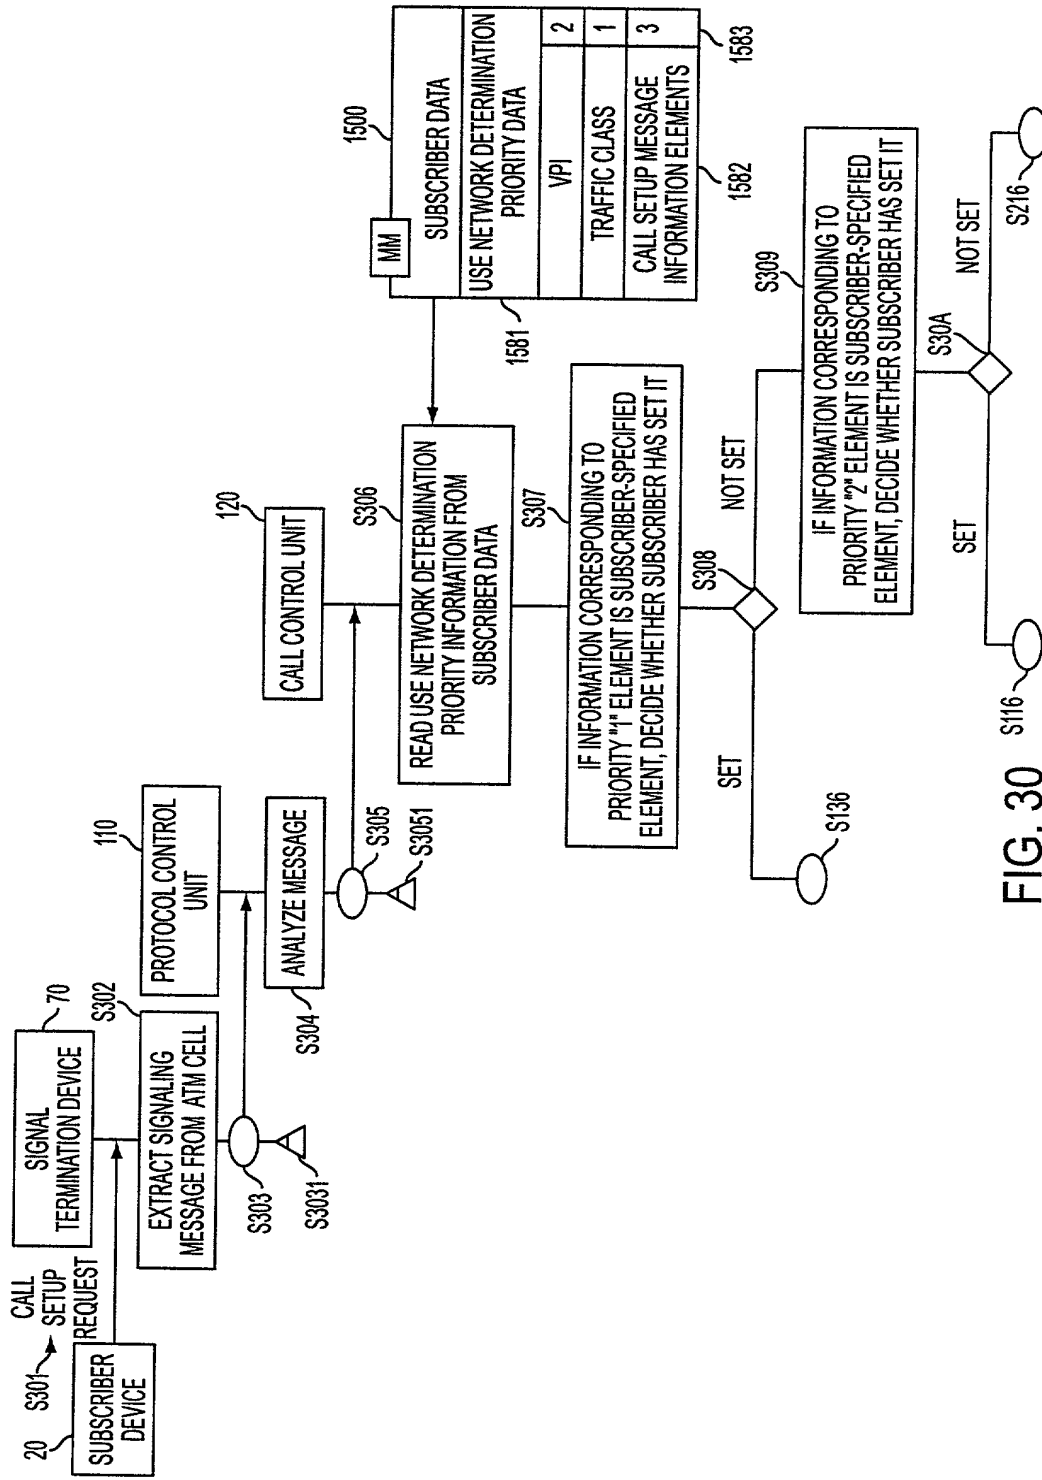 S301
CALL
SETUP
REQUEST
20
SUBSCRIBER
DEVICE
70
SIGNAL
TERMINATION DEVICE
S302
EXTRACT SIGNALING
MESSAGE FROM ATM CELL
S303
S3031
110
PROTOCOL CONTROL
UNIT
ANALYZE MESSAGE
S304
S305
S3051
120
CALL CONTROL UNIT
S306
READ USE NETWORK DETERMINATION
PRIORITY INFORMATION FROM
SUBSCRIBER DATA
1500
MM
SUBSCRIBER DATA
USE NETWORK DETERMINATION
PRIORITY DATA
1581
VPI 2
TRAFFIC CLASS 1
CALL SETUP MESSAGE
INFORMATION ELEMENTS 3
1582
1583
S307
IF INFORMATION CORRESPONDING TO
PRIORITY "1" ELEMENT IS SUBSCRIBER-SPECIFIED
ELEMENT, DECIDE WHETHER SUBSCRIBER HAS SET IT
S308
SET
NOT SET
S136
S309
IF INFORMATION CORRESPONDING TO
PRIORITY "2" ELEMENT IS SUBSCRIBER-SPECIFIED
ELEMENT, DECIDE WHETHER SUBSCRIBER HAS SET IT
S30A
SET
NOT SET
S116
S216
FIG. 30